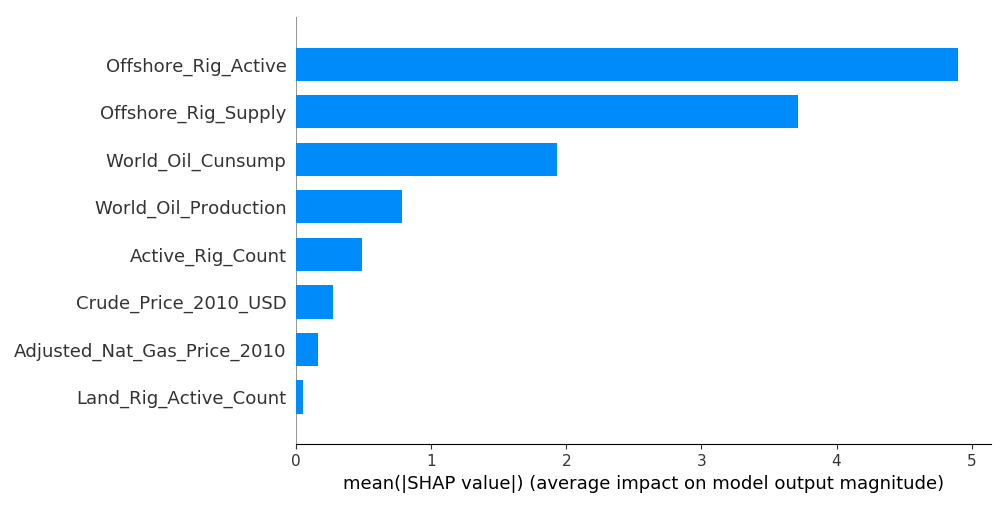 Offshore_Rig_Active
Offshore_Rig_Supply
World_Oil_Cunsump
World_Oil_Production
Active_Rig_Count
Crude_Price_2010_USD
Adjusted_Nat_Gas_Price_2010
Land_Rig_Active_Count
0 1 2 3 4 5
mean(|SHAP value|) (average impact on model output magnitude)